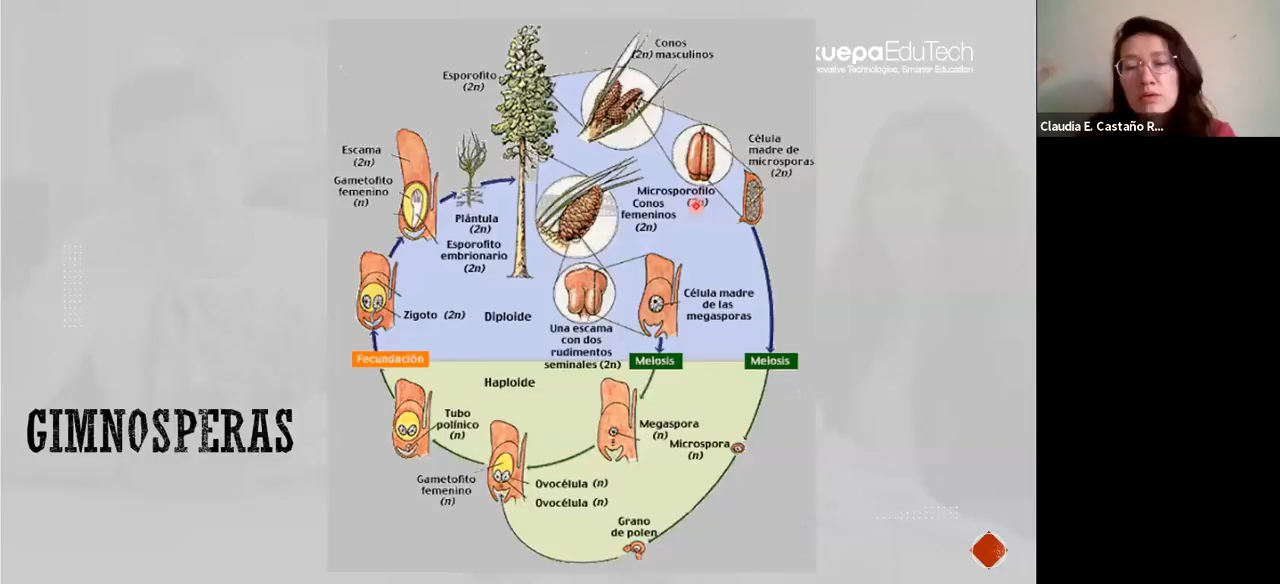 Conos
(2n) masculinos
kuepaEduTech
Innovative Technologies, Smarter Education
Esporofito
(2n)
Claudia E. Castaño R...
Célula
madre de
microsporas
(2n)
Escama
(2n)
Gametofito
femenino
(n)
Microsporofilo
(2n)
Conos
femeninos
(2n)
Plántula
(2n)
Esporofito
embrionario
(2n)
Célula madre
de las
megasporas
Zigoto (2n)
Diploide
Una escama
con dos
rudimentos
seminales (2n)
Fecundación
Meiosis
Meiosis
Haploide
GIMNOSPERAS
Tubo
polínico
(n)
Megaspora
(n)
Microspora
(n)
Gametofito
femenino
(n)
Ovocélula (n)
Ovocélula (n)
Grano
de polen